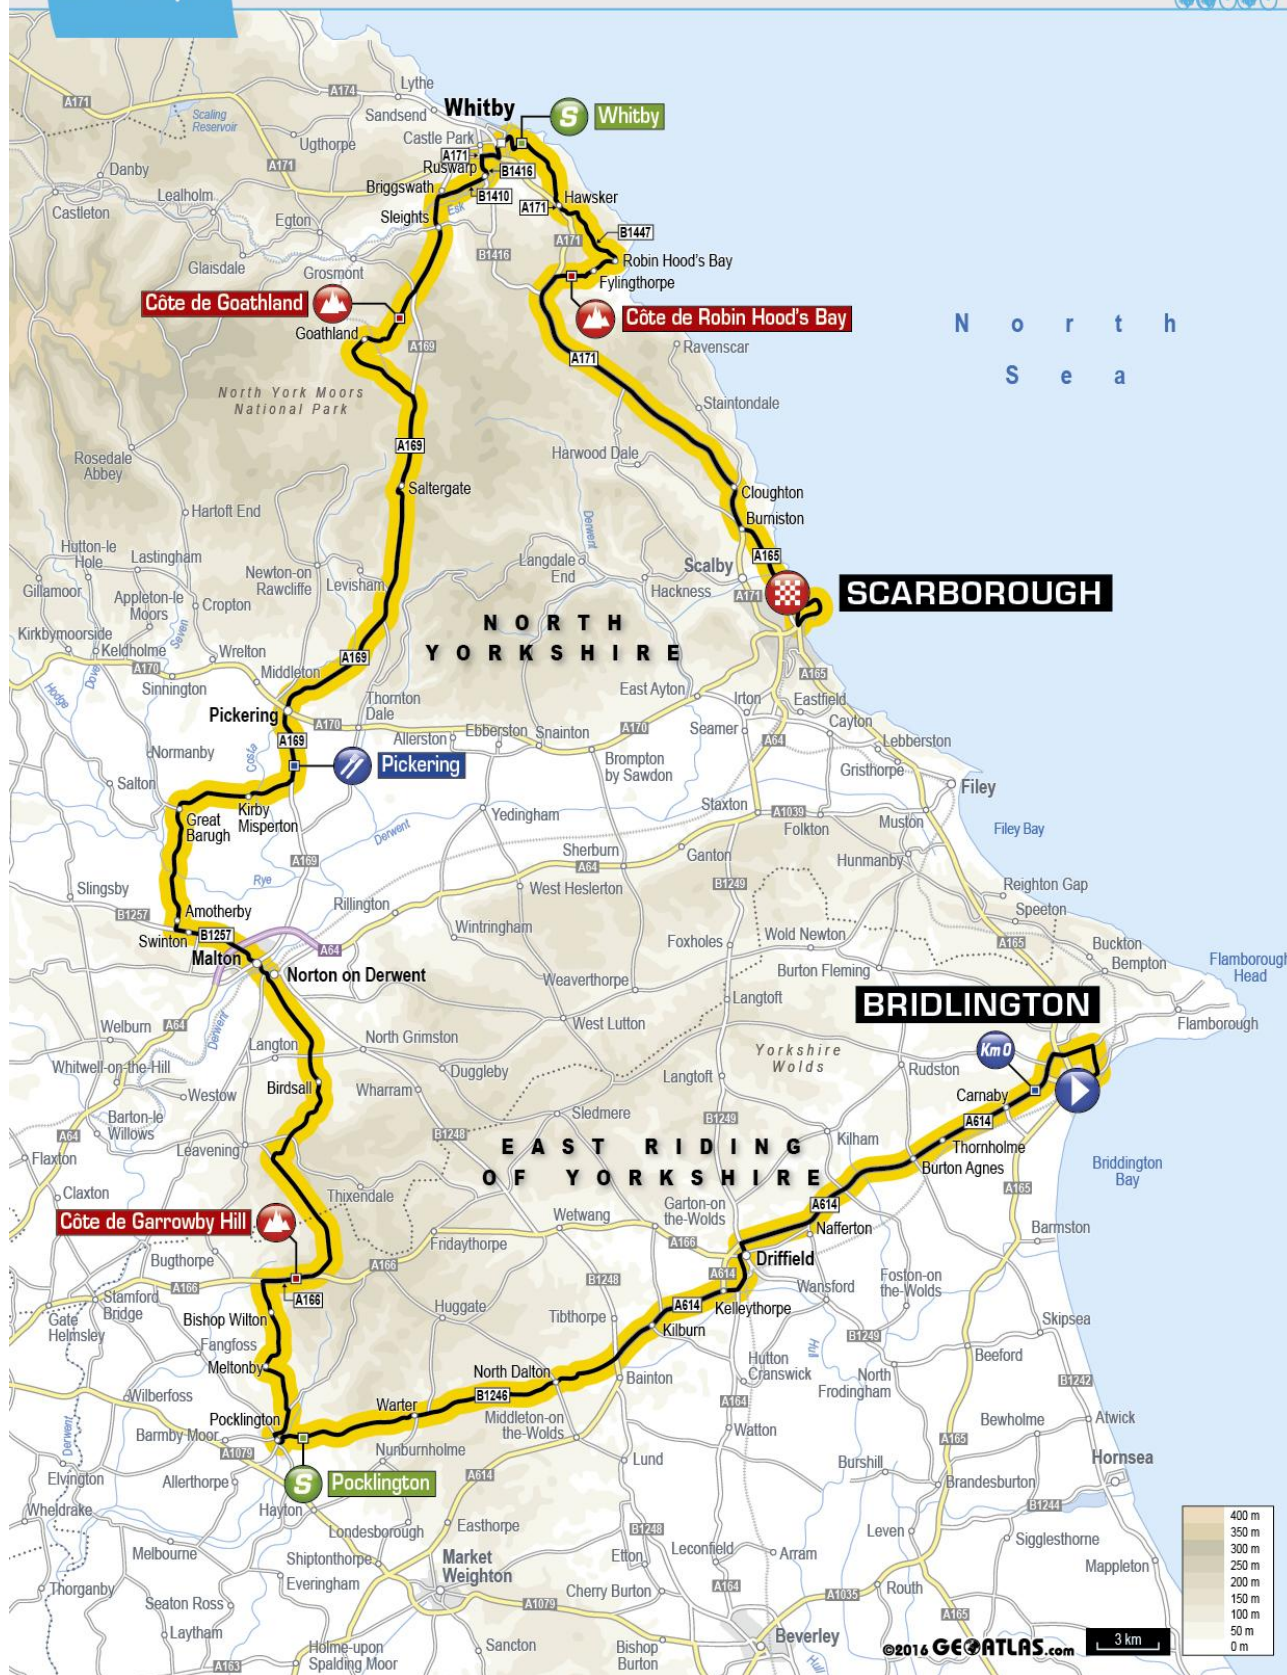 Lythe
A174
A171
Sandsend
Whitby
S Whitby
Scaling
Reservoir
Ugthorpe
Castle Park
A171
A171
Ruswarp
B1416
Danby
Briggswath
B1410
Lealholm
Hawsker
Castleton
Egton
Sleights
Esk
A171
A171
B1447
B1416
Glaisdale
Grosmont
Robin Hood's Bay
Fylingthorpe
Côte de Goathland
Côte de Robin Hood's Bay
North
Sea
Goathland
A169
A171
Ravenscar
North York Moors
National Park
Staintondale
A169
Harwood Dale
Rosedale
Abbey
Saltergate
Cloughton
Hartoft End
Derwent
Burniston
Hutton-le
Hole
Lastingham
Newton-on
Rawcliffe
Levisham
Langdale
End
Scalby
A165
Gillamoor
Appleton-le
Moors
Cropton
Hackness
A171
SCARBOROUGH
NORTH
YORKSHIRE
Kirkbymoorside
Keldholme
Seven
Wrelton
A170
Middleton
A169
Sinnington
Hodge
Dove
Thornton
Dale
East Ayton
Irton
A165
Eastfield
Pickering
A170
Allerston
Ebberston
Snainton
A170
Seamer
Cayton
A64
Lebberston
Normanby
Costa
A169
Pickering
Brompton
by Sawdon
Gristhorpe
Salton
Filey
Kirby
Misperton
Great
Barugh
Yedingham
Staxton
A1039
Folkton
Muston
Filey Bay
Derwent
A169
Sherburn
A64
Ganton
Hunmanby
Rye
B1249
West Heslerton
Slingsby
Reighton Gap
B1257
Amotherby
Rillington
Speeton
Swinton
B1257
Wintringham
Foxholes
Wold Newton
A165
Buckton
Malton
A64
Bempton
Norton on Derwent
Weaverthorpe
Burton Fleming
Flamborough
Head
Langtoft
BRIDLINGTON
Welburn
A64
Derwent
West Lutton
Flamborough
Langton
North Grimston
Yorkshire
Wolds
Km 0
Whitwell-on-the-Hill
Duggleby
Langtoft
Rudston
Birdsall
Wharram
Carnaby
Westow
Barton-le
Willows
Sledmere
B1249
A614
A64
B1248
Kilham
Thornholme
EAST RIDING
OF YORKSHIRE
Leavening
Flaxton
Burton Agnes
Briddington
Bay
Thixendale
A165
Claxton
Garton-on
the-Wolds
A614
Côte de Garrowby Hill
Wetwang
Nafferton
Barmston
Fridaythorpe
A166
Bugthorpe
A166
Driffield
A166
B1248
A614
Wansford
Foston-on
the-Wolds
Stamford
Bridge
A166
Huggate
A614
Kelleythorpe
Gate
Helmsley
Bishop Wilton
Tibthorpe
Skipsea
Kilburn
Fangfoss
Hull
B1249
Beeford
Meltonby
Hutton
Cranswick
North Dalton
Bainton
North
Frodingham
B1242
Wilberfoss
B1246
A164
Warter
Pocklington
Middleton-on
the-Wolds
Bewholme
Atwick
Barmby Moor
Watton
Derwent
A1079
Nunburnholme
A165
Lund
Hornsea
Elvington
Allerthorpe
S Pocklington
A614
Burshill
Brandesburton
Wheldrake
Hayton
B1244
Londesborough
Easthorpe
B1248
Leven
Sigglesthorne
Melbourne
Shiptonthorpe
Market
Weighton
Etton
Leconfield
Arram
Mappleton
Thorganby
Everingham
Cherry Burton
A164
A1035
Routh
Seaton Ross
A1079
A165
Laytham
Holme-upon
Spalding Moor
Sancton
Bishop
Burton
Beverley
Hull
A163
©2016 GEOATLAS.com
3 km
400 m
350 m
300 m
250 m
200 m
150 m
100 m
50 m
0 m